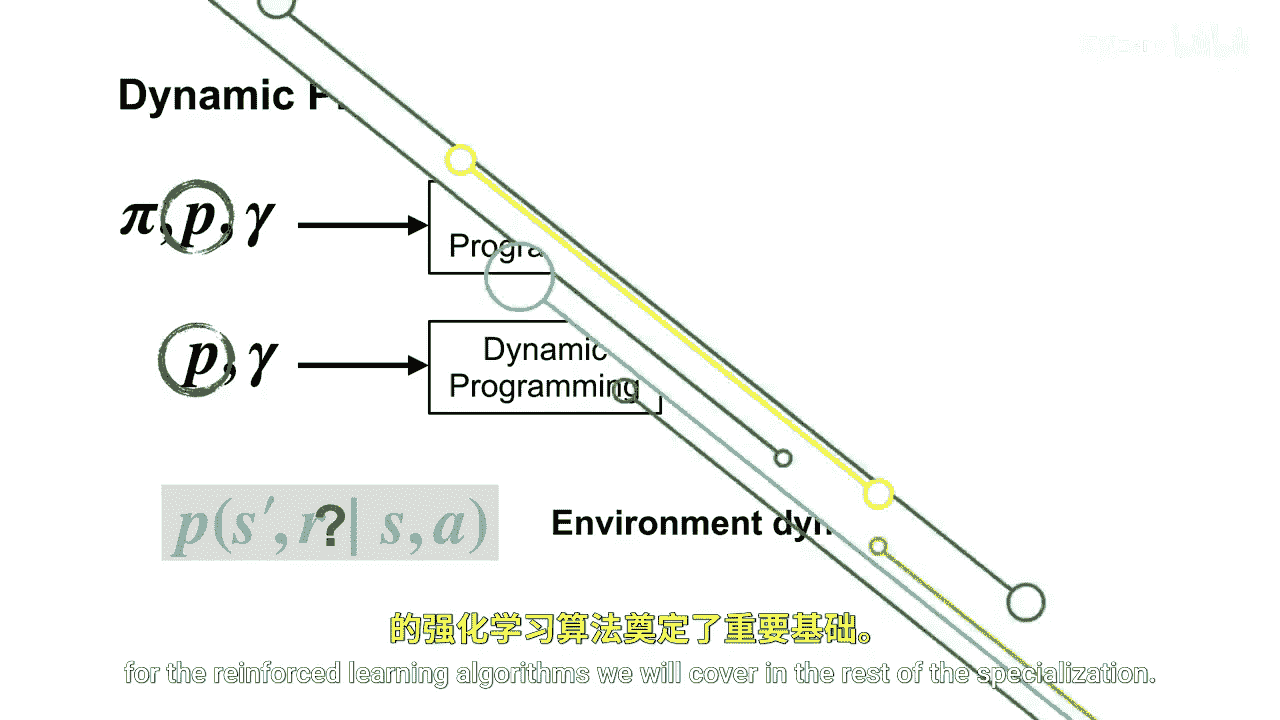 Dynamic P
π, p, γ
Progra
p, γ
Dynamic
Programming
p(s′, r ? | s, a)
Environment dyn
的强化学习算法奠定了重要基础。
for the reinforced learning algorithms we will cover in the rest of the specialization.